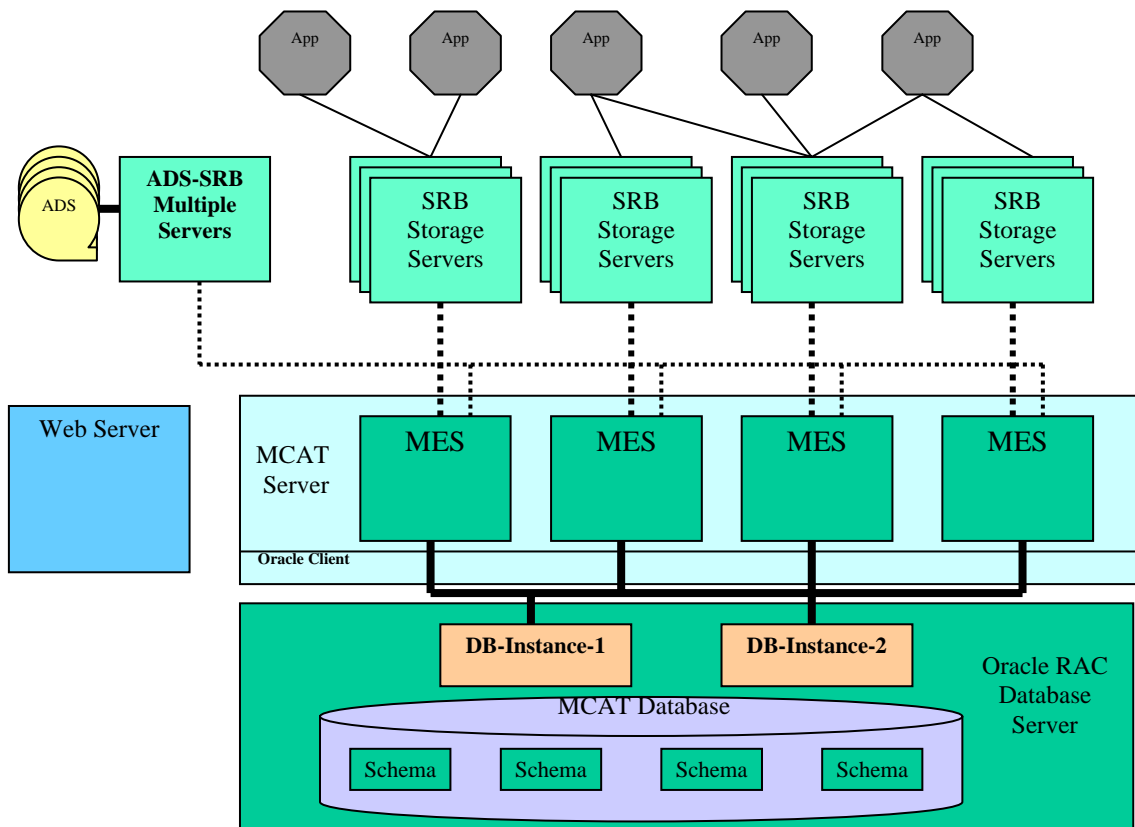 App
App
App
App
App
ADS
ADS-SRB
Multiple
Servers
SRB
Storage
Servers
SRB
Storage
Servers
SRB
Storage
Servers
SRB
Storage
Servers
Web Server
MCAT
Server
MES
MES
MES
MES
Oracle Client
DB-Instance-1
DB-Instance-2
Oracle RAC
Database
Server
MCAT Database
Schema
Schema
Schema
Schema